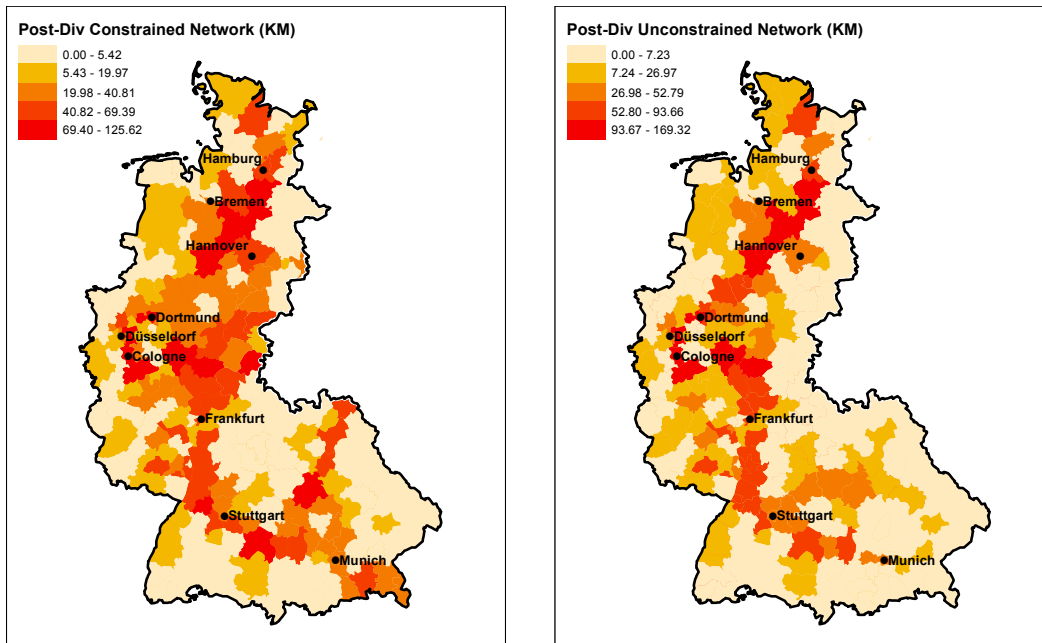 Post-Div Constrained Network (KM)
0.00 - 5.42
5.43 - 19.97
19.98 - 40.81
40.82 - 69.39
69.40 - 125.62
Hamburg
Bremen
Hannover
Dortmund
Düsseldorf
Cologne
Frankfurt
Stuttgart
Munich
Post-Div Unconstrained Network (KM)
0.00 - 7.23
7.24 - 26.97
26.98 - 52.79
52.80 - 93.66
93.67 - 169.32
Hamburg
Bremen
Hannover
Dortmund
Düsseldorf
Cologne
Frankfurt
Stuttgart
Munich